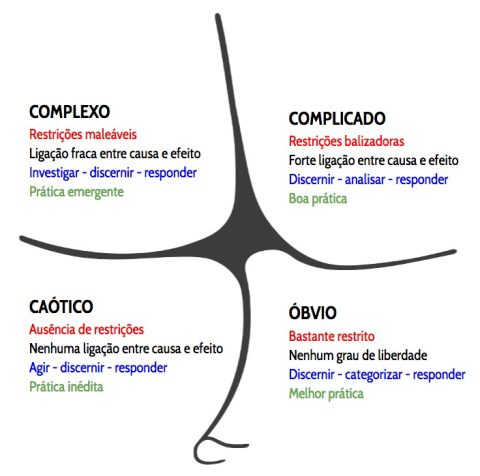 COMPLEXO
Restrições maleáveis
Ligação fraca entre causa e efeito
Investigar - discernir - responder
Prática emergente
COMPLICADO
Restrições balizadoras
Forte ligação entre causa e efeito
Discernir - analisar - responder
Boa prática
CAÓTICO
Ausência de restrições
Nenhuma ligação entre causa e efeito
Agir - discernir - responder
Prática inédita
ÓBVIO
Bastante restrito
Nenhum grau de liberdade
Discernir - categorizar - responder
Melhor prática